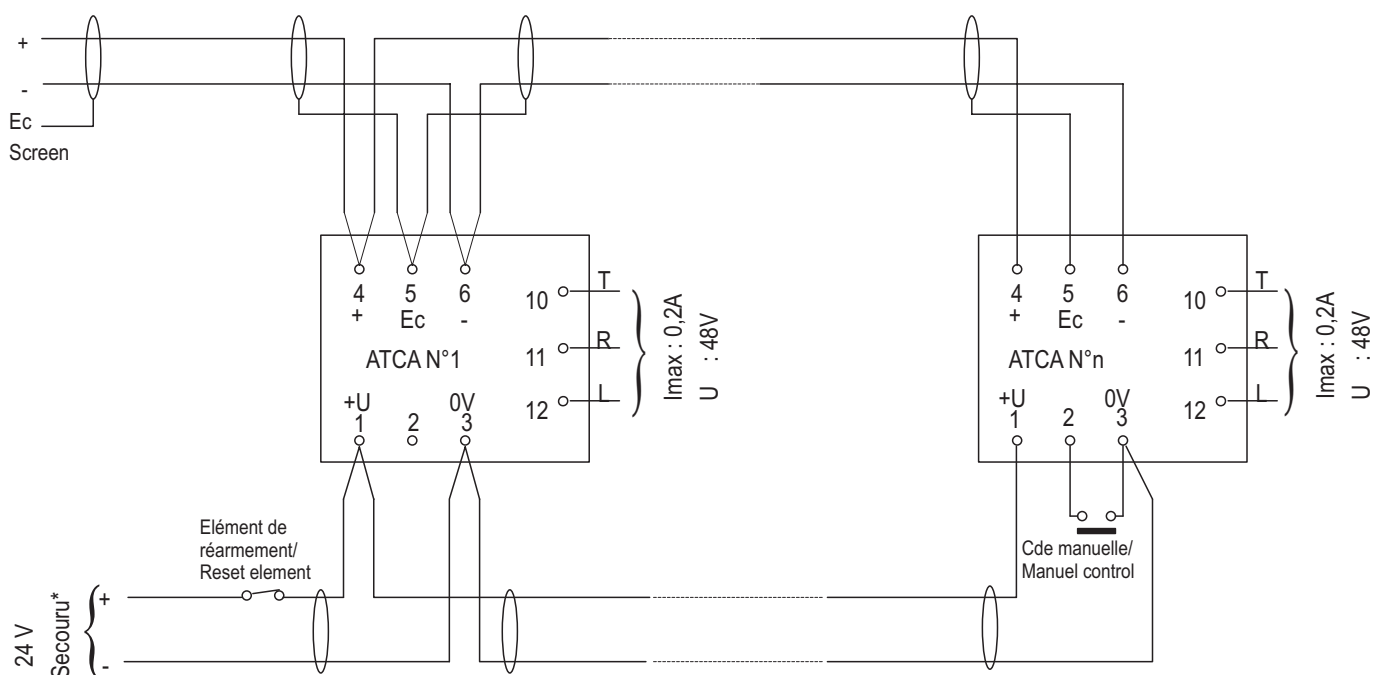 +
-
Ec
Screen
4 5 6
+ Ec -
ATCA N°1
+U 0V
1 2 3
10 T
11 R
12 L
Imax : 0,2A
U : 48V
4 5 6
+ Ec -
ATCA N°n
+U 0V
1 2 3
10 T
11 R
12 L
Imax : 0,2A
U : 48V
Elément de
réarmement/
Reset element
Cde manuelle/
Manuel control
24 V
Secouru*
+
-